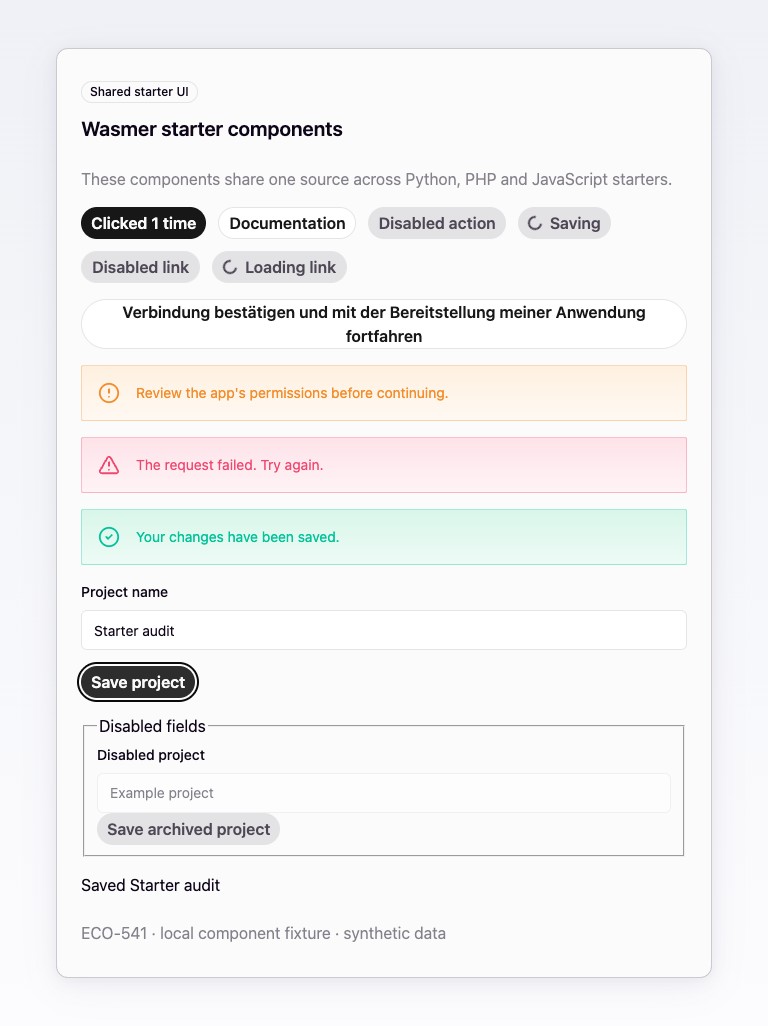 Shared starter UI
Wasmer starter components
These components share one source across Python, PHP and JavaScript starters.
Clicked 1 time
Documentation
Disabled action
Saving
Disabled link
Loading link
Verbindung bestätigen und mit der Bereitstellung meiner Anwendung
fortfahren
Review the app's permissions before continuing.
The request failed. Try again.
Your changes have been saved.
Project name
Starter audit
Save project
Disabled fields
Disabled project
Example project
Save archived project
Saved Starter audit
ECO-541 · local component fixture · synthetic data